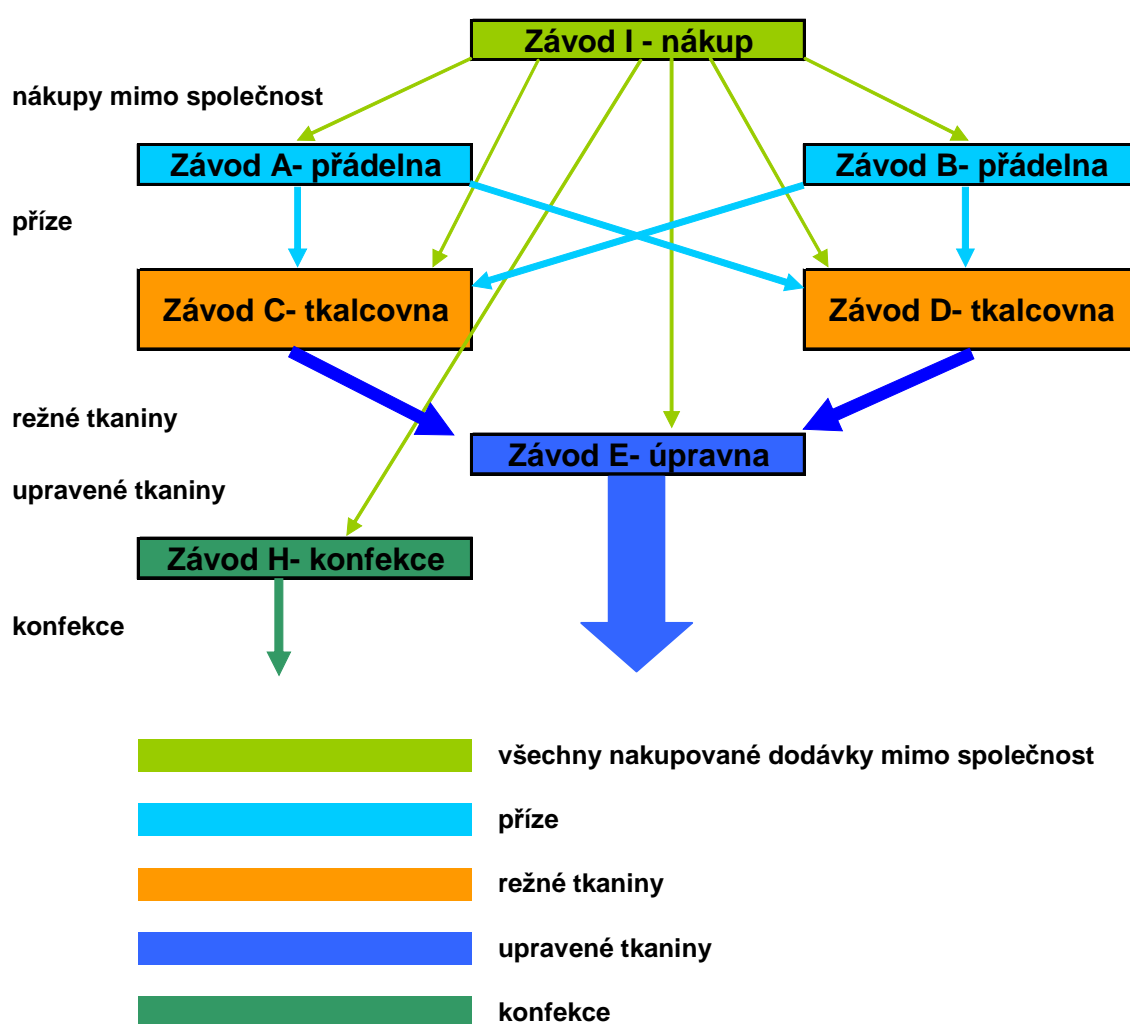 Závod I - nákup
nákupy mimo společnost
Závod A- přádelna
Závod B- přádelna
příze
Závod C- tkalcovna
Závod D- tkalcovna
režné tkaniny
Závod E- úpravna
upravené tkaniny
Závod H- konfekce
konfekce
všechny nakupované dodávky mimo společnost
příze
režné tkaniny
upravené tkaniny
konfekce